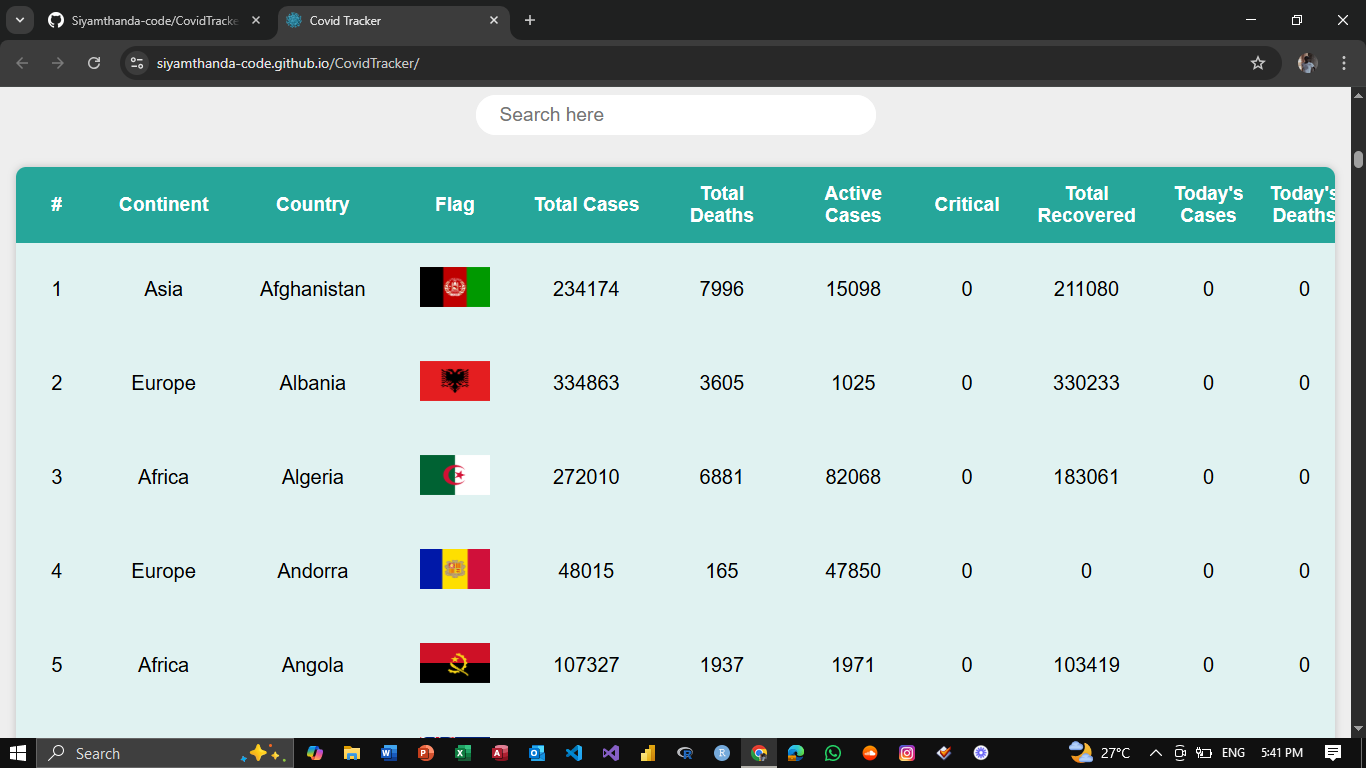 Siyamthanda-code/CovidTracke
Covid Tracker
siyamthanda-code.github.io/CovidTracker/
Search here
# Continent Country Flag Total Cases Total Deaths Active Cases Critical Total Recovered Today's Cases Today's Deaths
1 Asia Afghanistan 234174 7996 15098 0 211080 0 0
2 Europe Albania 334863 3605 1025 0 330233 0 0
3 Africa Algeria 272010 6881 82068 0 183061 0 0
4 Europe Andorra 48015 165 47850 0 0 0 0
5 Africa Angola 107327 1937 1971 0 103419 0 0
Search
27°C
ENG
5:41 PM